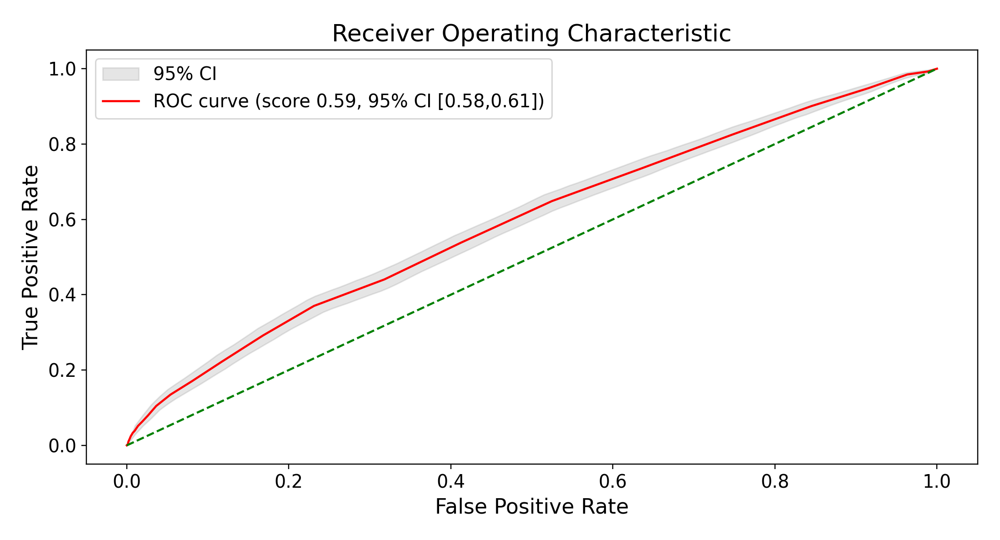 Receiver Operating Characteristic
95% CI
ROC curve (score 0.59, 95% CI [0.58,0.61])
True Positive Rate
1.0
0.8
0.6
0.4
0.2
0.0
0.0 0.2 0.4 0.6 0.8 1.0
False Positive Rate